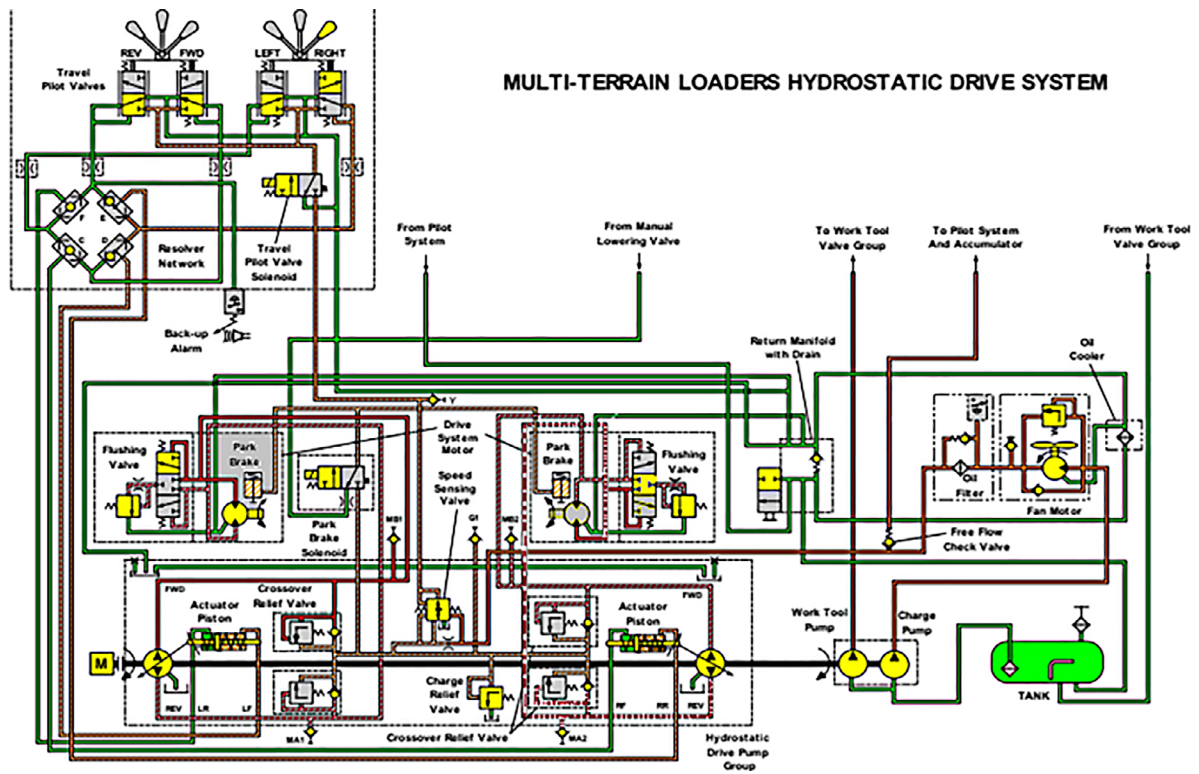 REV FWD LEFT RIGHT
Travel
Pilot Valves
MULTI-TERRAIN LOADERS HYDROSTATIC DRIVE SYSTEM
F E
C D
Resolver
Network
Travel
Pilot Valve
Solenoid
Back-up
Alarm
From Pilot
System
From Manual
Lowering Valve
To Work Tool
Valve Group
To Pilot System
And Accumulator
From Work Tool
Valve Group
Return Manifold
with Drain
Oil
Cooler
Y
Flushing
Valve
Park
Brake
Drive
System
Motor
Park
Brake
Flushing
Valve
Speed
Sensing
Valve
Park
Brake
Solenoid
MB1
G1
MB2
Oil
Filter
Fan Motor
Free Flow
Check Valve
FWD
Actuator
Piston
Crossover
Relief Valve
Actuator
Piston
FWD
Work Tool
Pump
Charge
Pump
M
Charge
Relief
Valve
REV LR LF
RF RR REV
TANK
MA1
Crossover Relief Valve
MA2
Hydrostatic
Drive Pump
Group